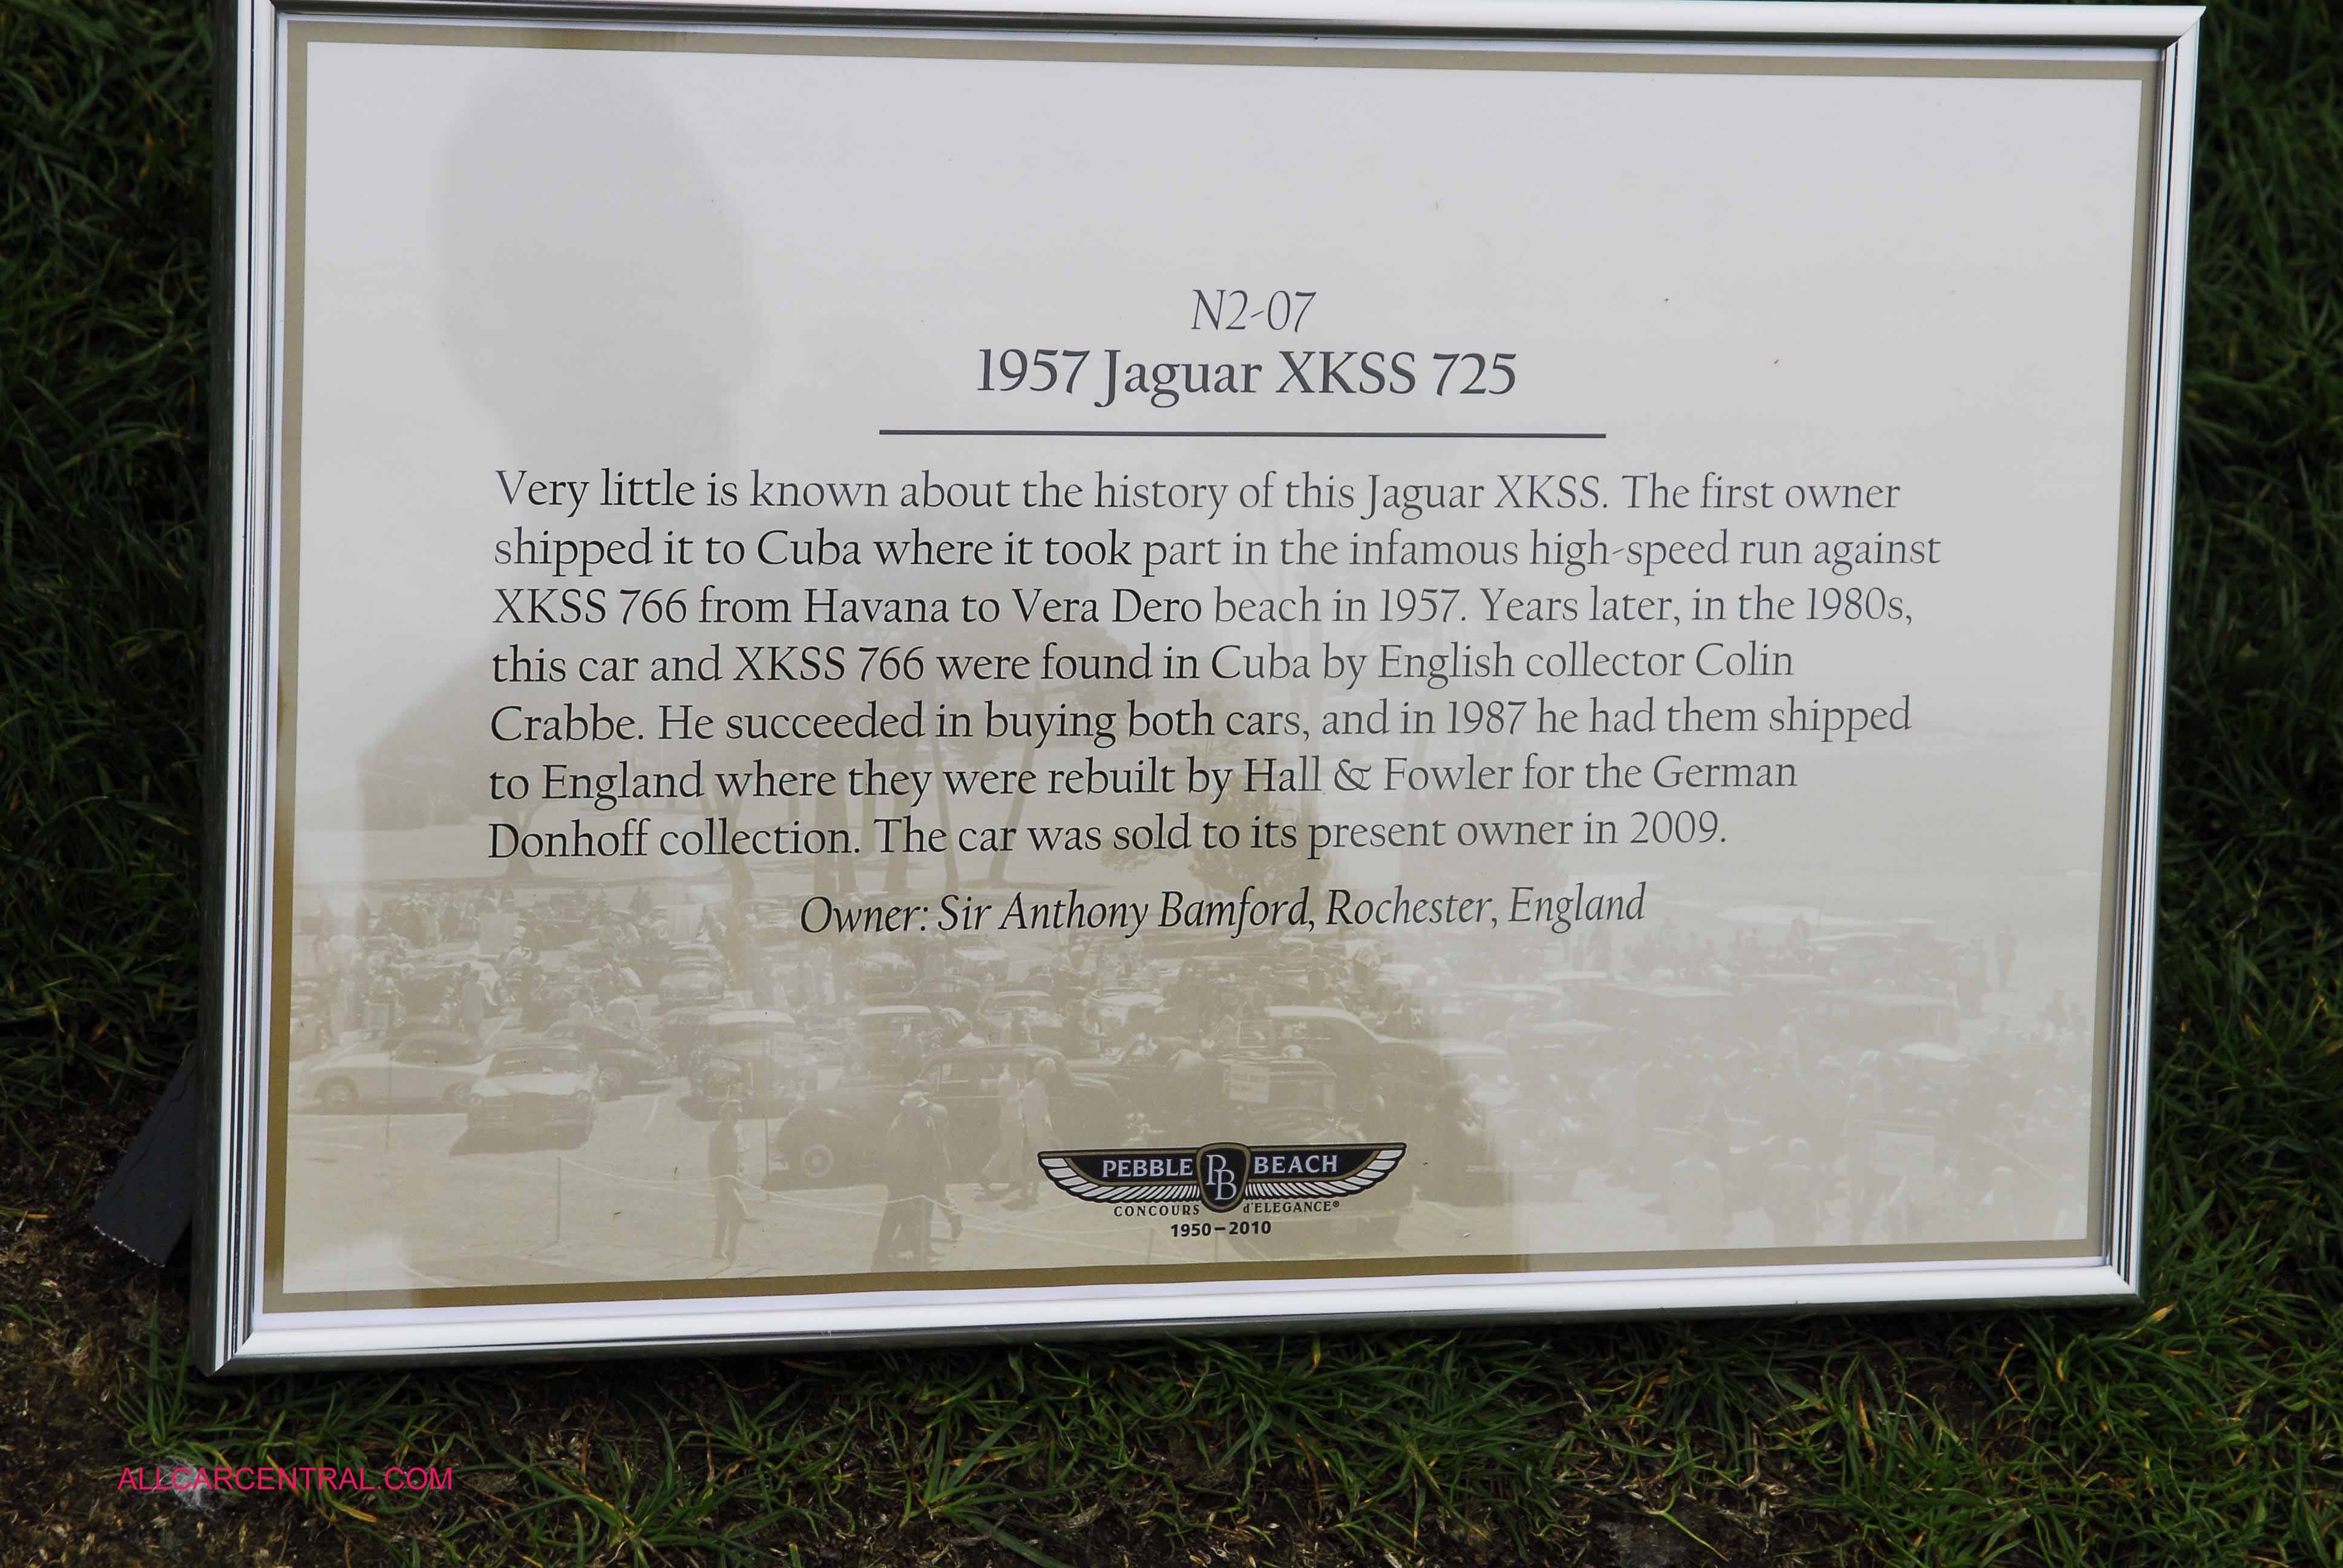 N2-07
1957 Jaguar XKSS 725
Very little is known about the history of this Jaguar XKSS. The first owner
shipped it to Cuba where it took part in the infamous high-speed run against
XKSS 766 from Havana to Vera Dero beach in 1957. Years later, in the 1980s,
this car and XKSS 766 were found in Cuba by English collector Colin
Crabbe. He succeeded in buying both cars, and in 1987 he had them shipped
to England where they were rebuilt by Hall & Fowler for the German
Donhoff collection. The car was sold to its present owner in 2009.
Owner: Sir Anthony Bamford, Rochester, England
PEBBLE PB BEACH
CONCOURS d'ELEGANCE®
1950–2010
ALLCARCENTRAL.COM